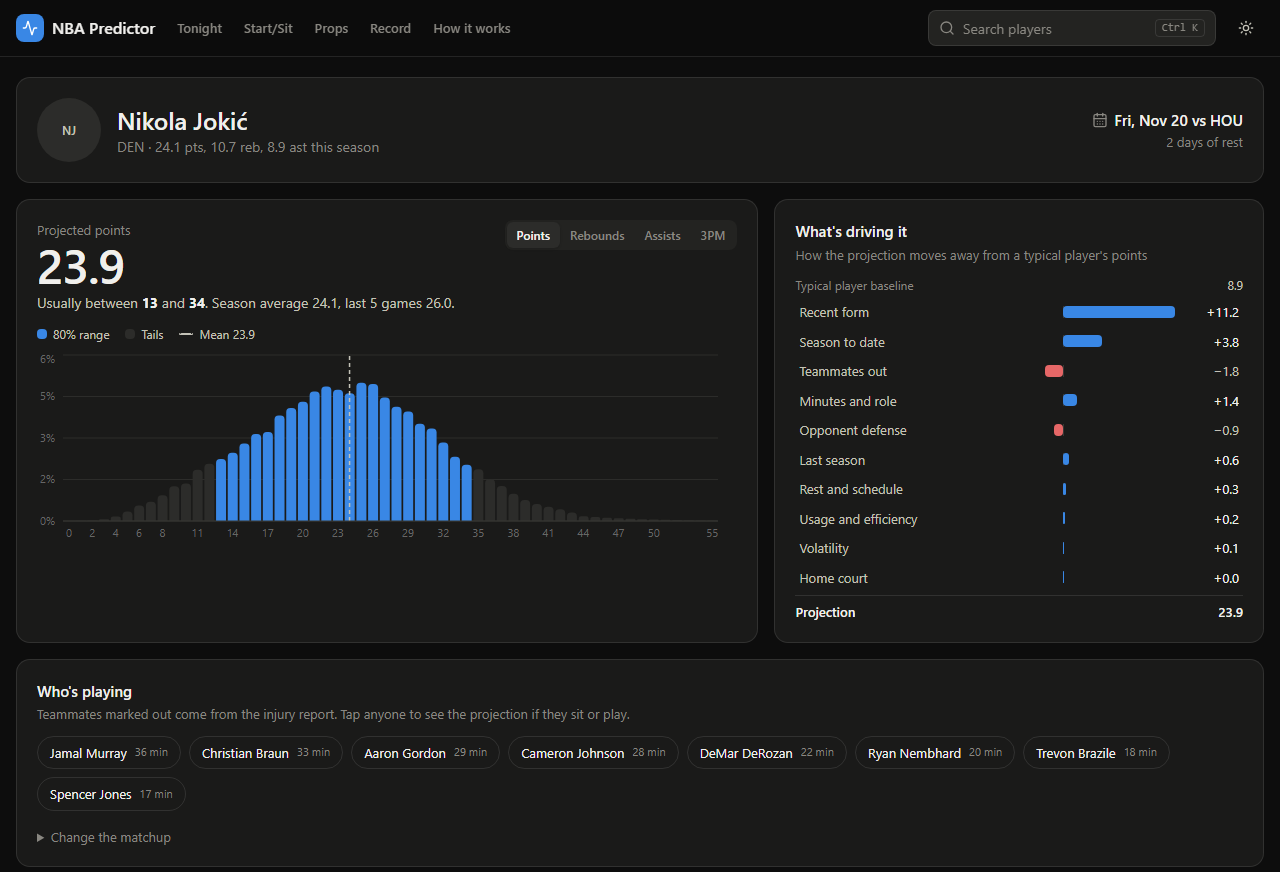 NBA Predictor Tonight Start/Sit Props Record How it works Search players Ctrl K
NJ
Nikola Jokić
DEN · 24.1 pts, 10.7 reb, 8.9 ast this season
Fri, Nov 20 vs HOU
2 days of rest
Projected points
Points Rebounds Assists 3PM
23.9
Usually between 13 and 34. Season average 24.1, last 5 games 26.0.
80% range Tails Mean 23.9
6%
5%
3%
2%
0%
0 2 4 6 8 11 14 17 20 23 26 29 32 35 38 41 44 47 50 55
What's driving it
How the projection moves away from a typical player's points
Typical player baseline 8.9
Recent form +11.2
Season to date +3.8
Teammates out −1.8
Minutes and role +1.4
Opponent defense −0.9
Last season +0.6
Rest and schedule +0.3
Usage and efficiency +0.2
Volatility +0.1
Home court +0.0
Projection 23.9
Who's playing
Teammates marked out come from the injury report. Tap anyone to see the projection if they sit or play.
Jamal Murray 36 min Christian Braun 33 min Aaron Gordon 29 min Cameron Johnson 28 min DeMar DeRozan 22 min Ryan Nembhard 20 min Trevon Brazile 18 min
Spencer Jones 17 min
Change the matchup